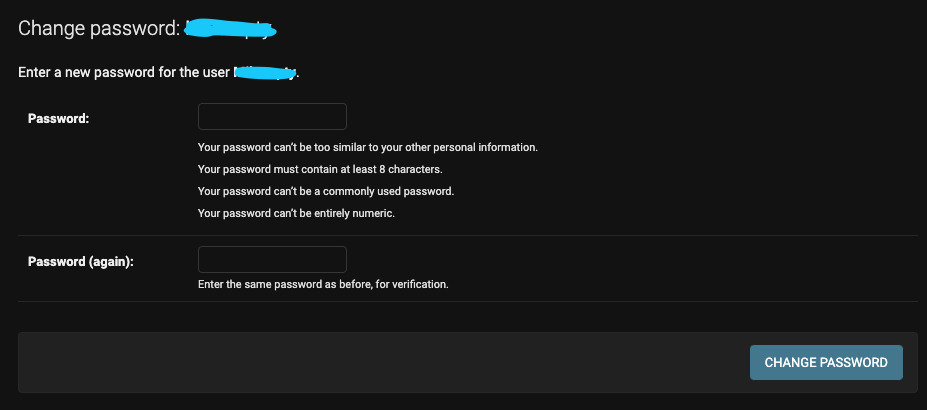 Change password:
Enter a new password for the user
Password:
Your password can't be too similar to your other personal information.
Your password must contain at least 8 characters.
Your password can't be a commonly used password.
Your password can't be entirely numeric.
Password (again):
Enter the same password as before, for verification.
CHANGE PASSWORD